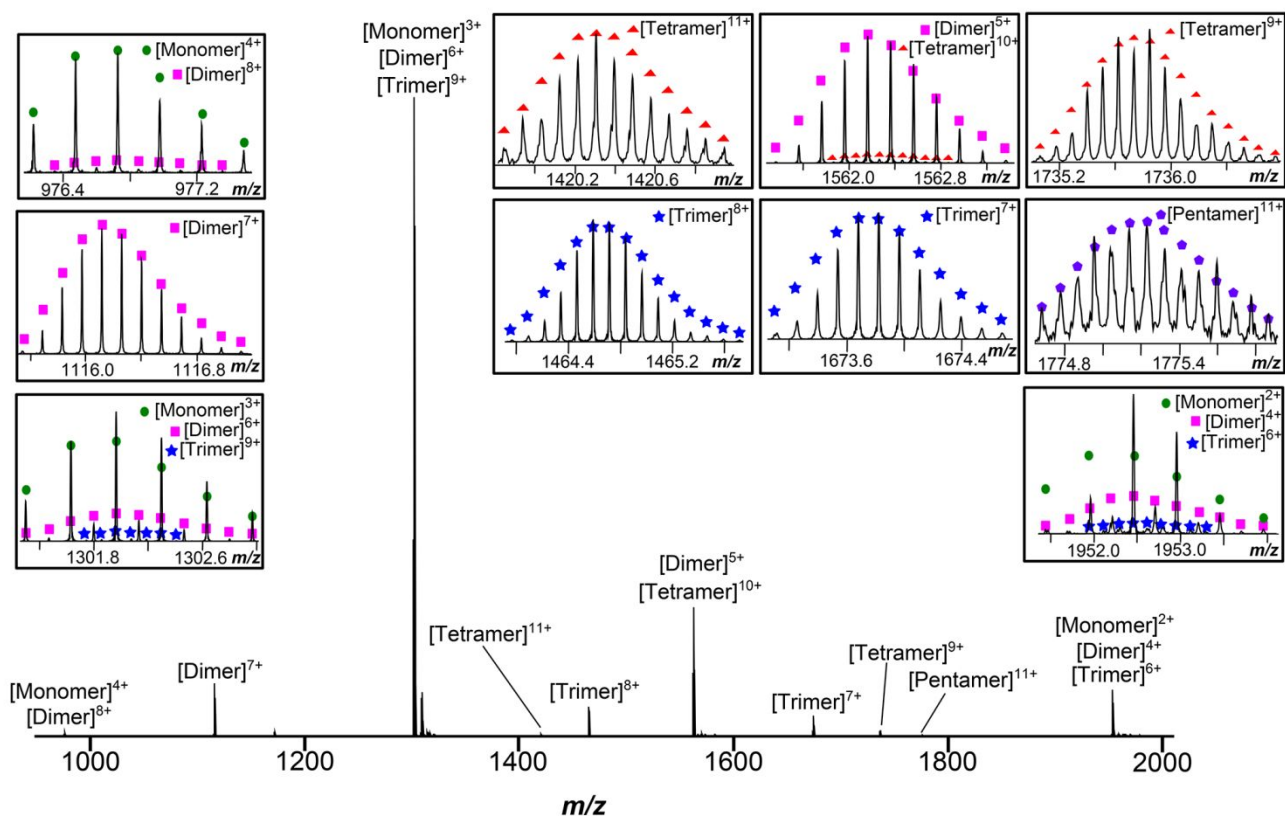 [Monomer]4+
[Dimer]8+
976.4 977.2 m/z
[Dimer]7+
1116.0 1116.8 m/z
[Monomer]3+
[Dimer]6+
[Trimer]9+
1301.8 1302.6 m/z
[Monomer]3+
[Dimer]6+
[Trimer]9+
[Tetramer]11+
1420.2 1420.6 m/z
[Dimer]5+
[Tetramer]10+
1562.0 1562.8 m/z
[Tetramer]9+
1735.2 1736.0 m/z
[Trimer]8+
1464.4 1465.2 m/z
[Trimer]7+
1673.6 1674.4 m/z
[Pentamer]11+
1774.8 1775.4 m/z
[Monomer]2+
[Dimer]4+
[Trimer]6+
1952.0 1953.0 m/z
[Monomer]4+
[Dimer]8+
[Dimer]7+
[Tetramer]11+
[Trimer]8+
[Dimer]5+
[Tetramer]10+
[Trimer]7+
[Tetramer]9+
[Pentamer]11+
[Monomer]2+
[Dimer]4+
[Trimer]6+
1000 1200 1400 1600 1800 2000
m/z